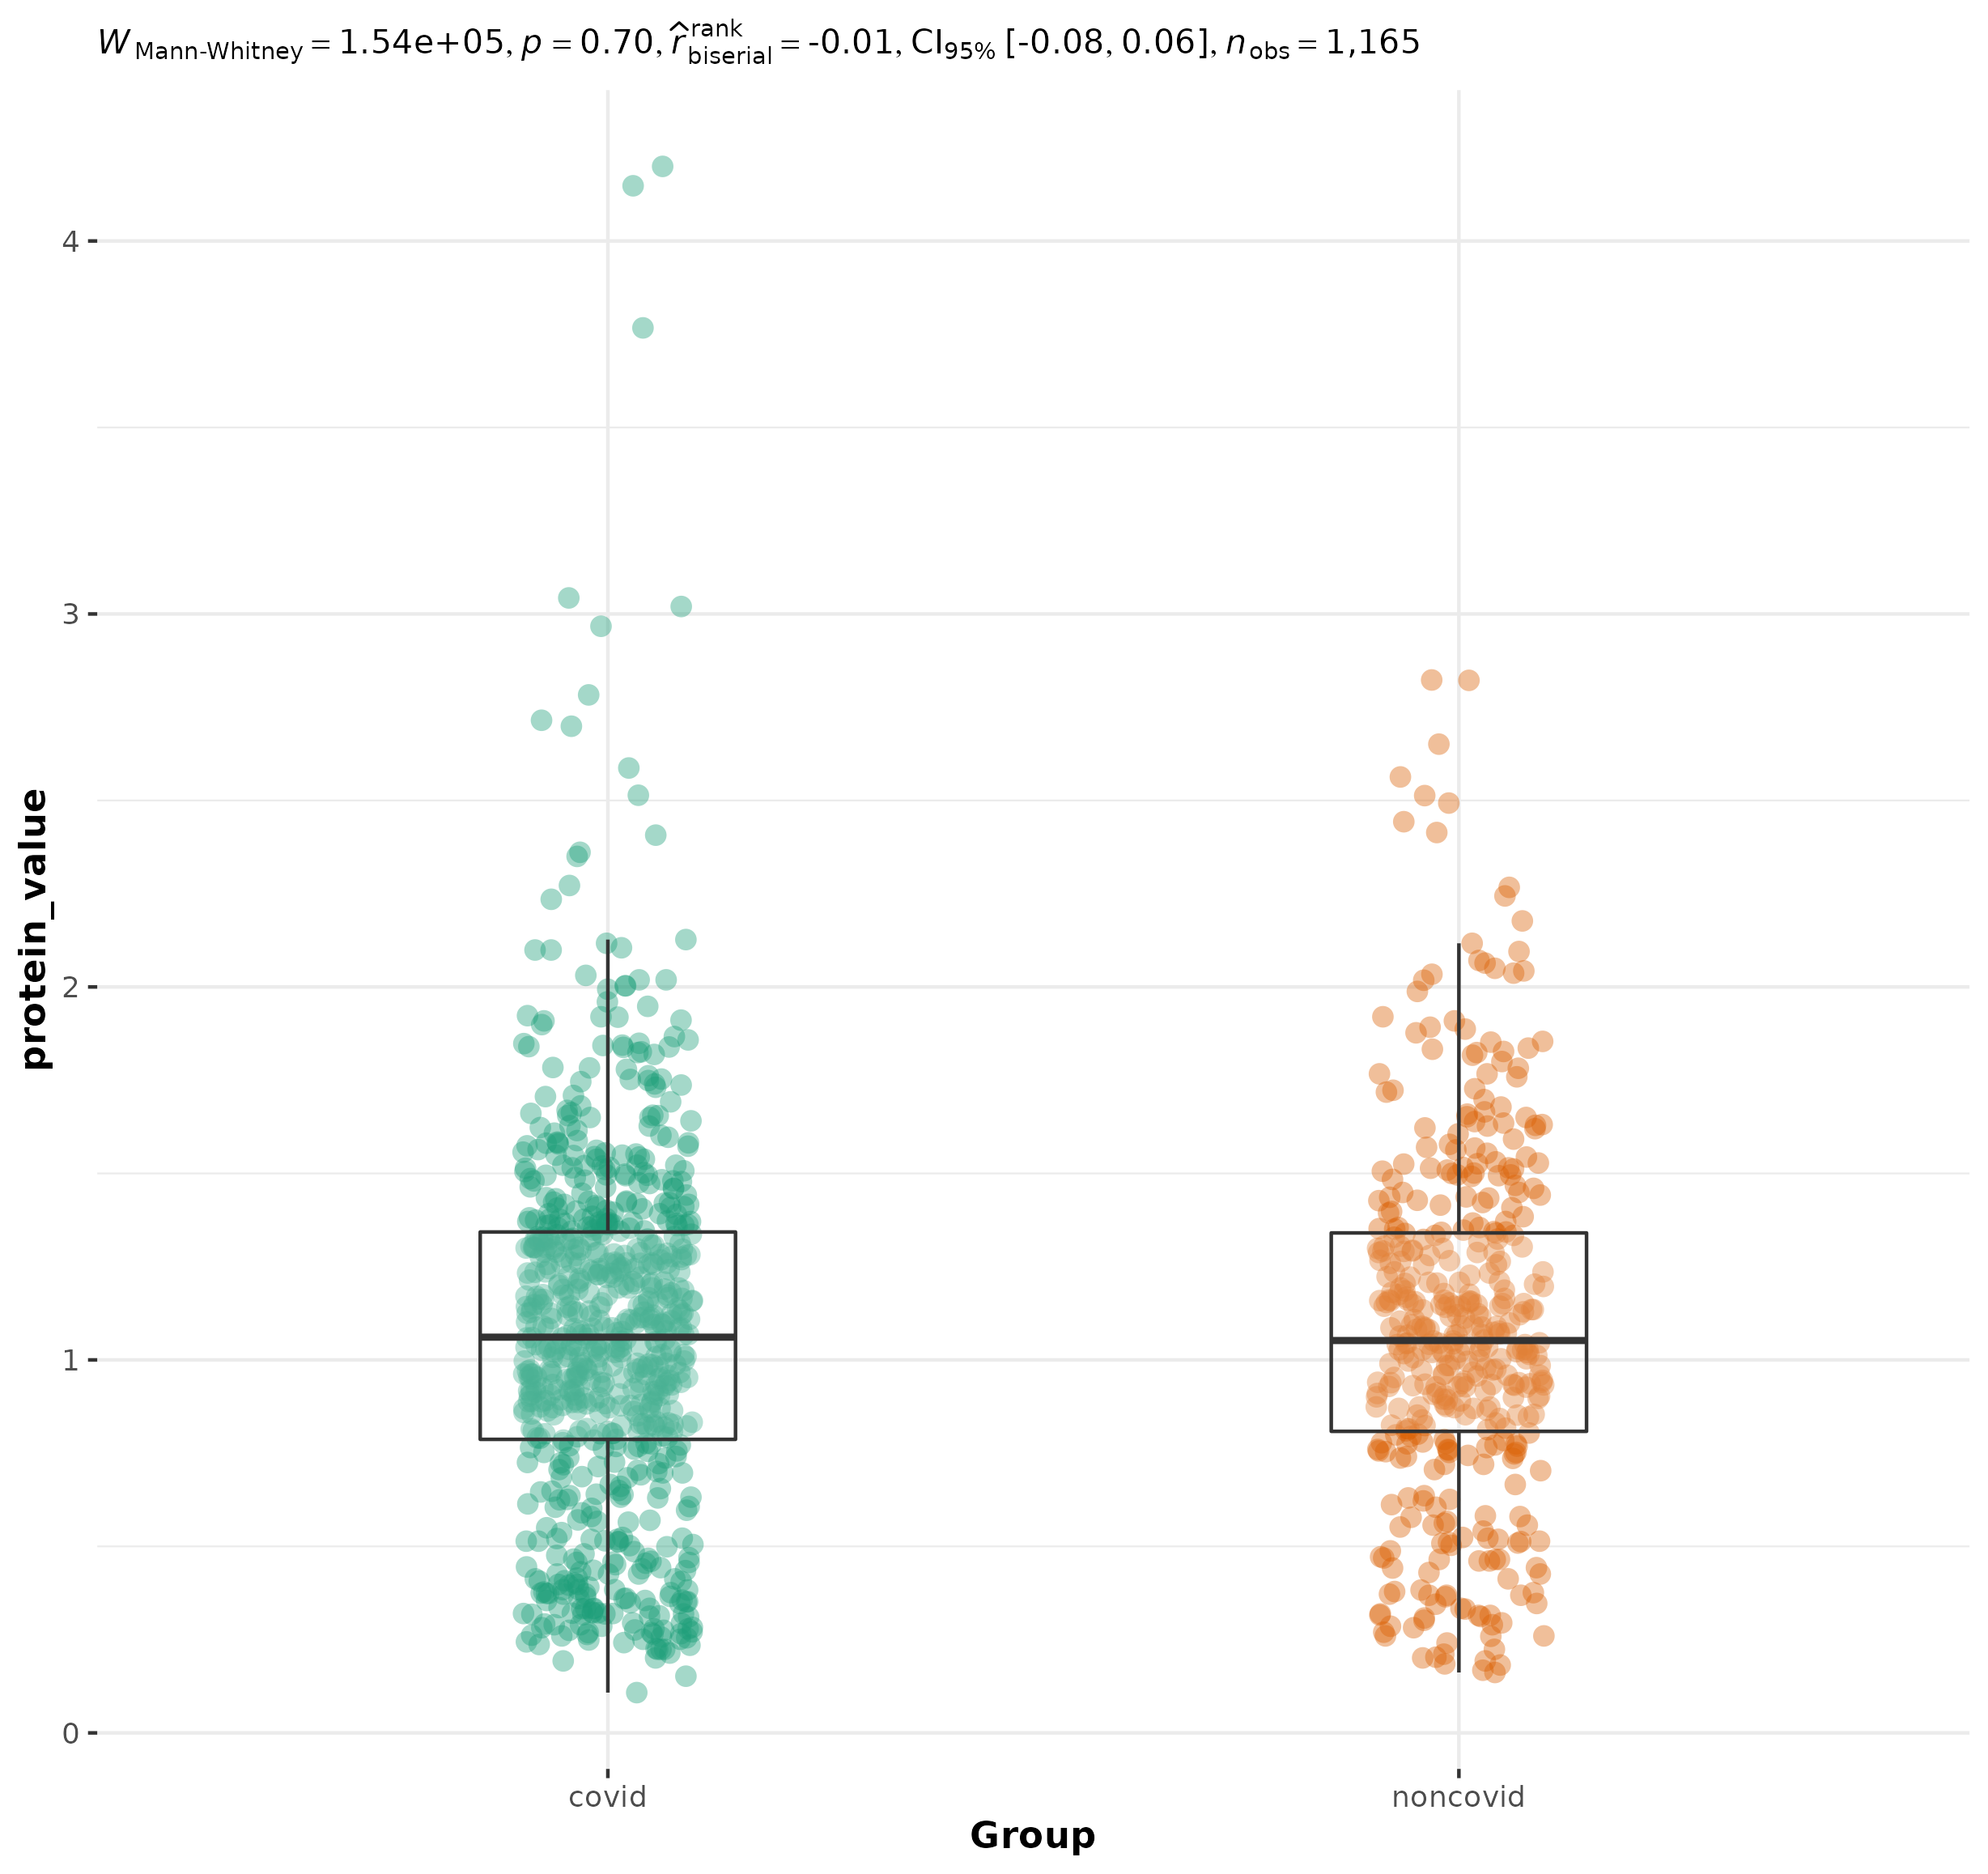 W Mann-Whitney = 1.54e+05, p = 0.70, r̂ rank biserial = -0.01, CI95% [-0.08, 0.06], nobs = 1,165
4
3
2
1
0
protein_value
covid noncovid
Group